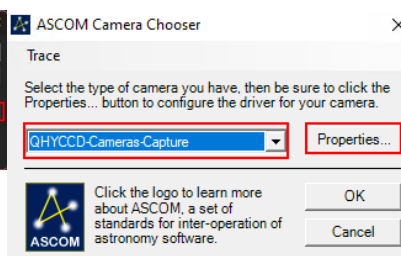 ASCOM Camera Chooser
Trace
Select the type of camera you have, then be sure to click the
Properties... button to configure the driver for your camera.
QHYCCD-Cameras-Capture
Properties...
Click the logo to learn more
about ASCOM, a set of
standards for inter-operation of
astronomy software.
OK
Cancel
ASCOM